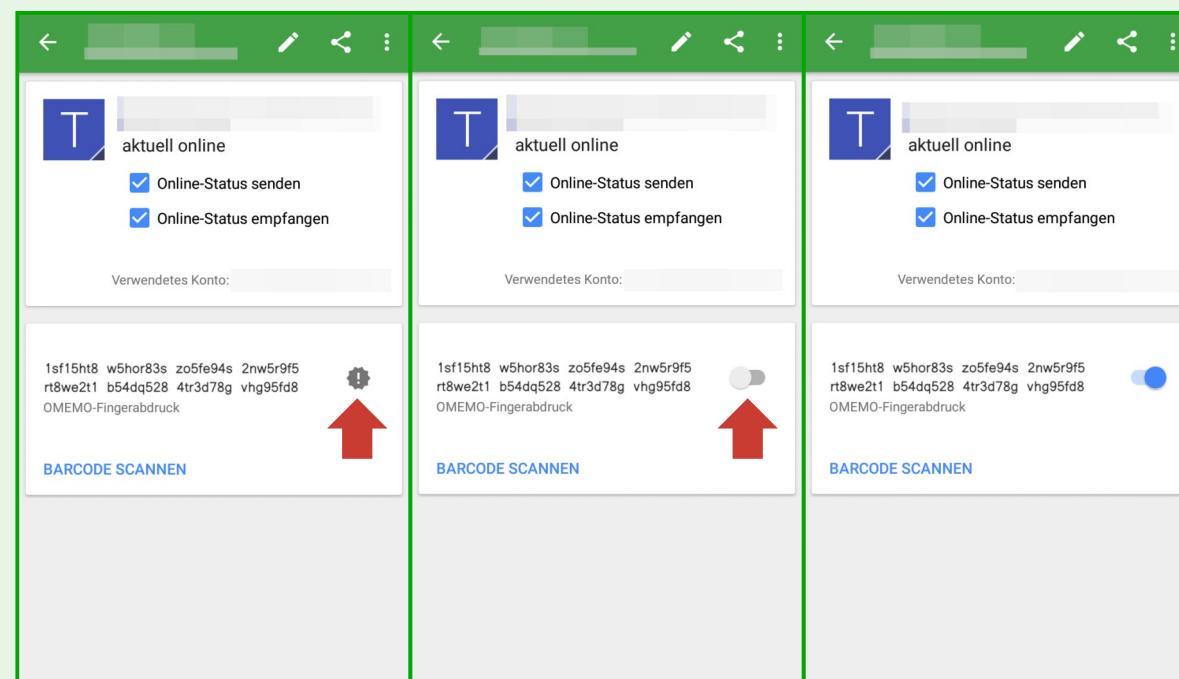 T
aktuell online
Online-Status senden
Online-Status empfangen
Verwendetes Konto:
1sf15ht8 w5hor83s zo5fe94s 2nw5r9f5
rt8we2t1 b54dq528 4tr3d78g vhg95fd8
OMEMO-Fingerabdruck
BARCODE SCANNEN
T
aktuell online
Online-Status senden
Online-Status empfangen
Verwendetes Konto:
1sf15ht8 w5hor83s zo5fe94s 2nw5r9f5
rt8we2t1 b54dq528 4tr3d78g vhg95fd8
OMEMO-Fingerabdruck
BARCODE SCANNEN
T
aktuell online
Online-Status senden
Online-Status empfangen
Verwendetes Konto:
1sf15ht8 w5hor83s zo5fe94s 2nw5r9f5
rt8we2t1 b54dq528 4tr3d78g vhg95fd8
OMEMO-Fingerabdruck
BARCODE SCANNEN